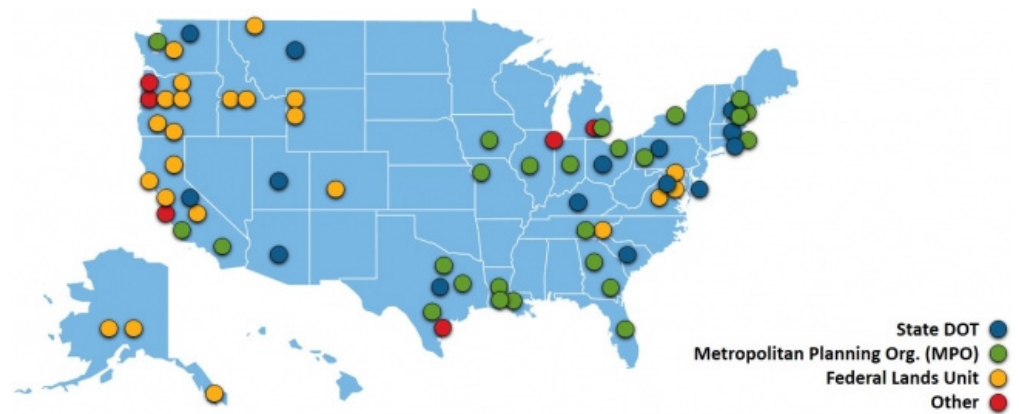 State DOT
Metropolitan Planning Org. (MPO)
Federal Lands Unit
Other